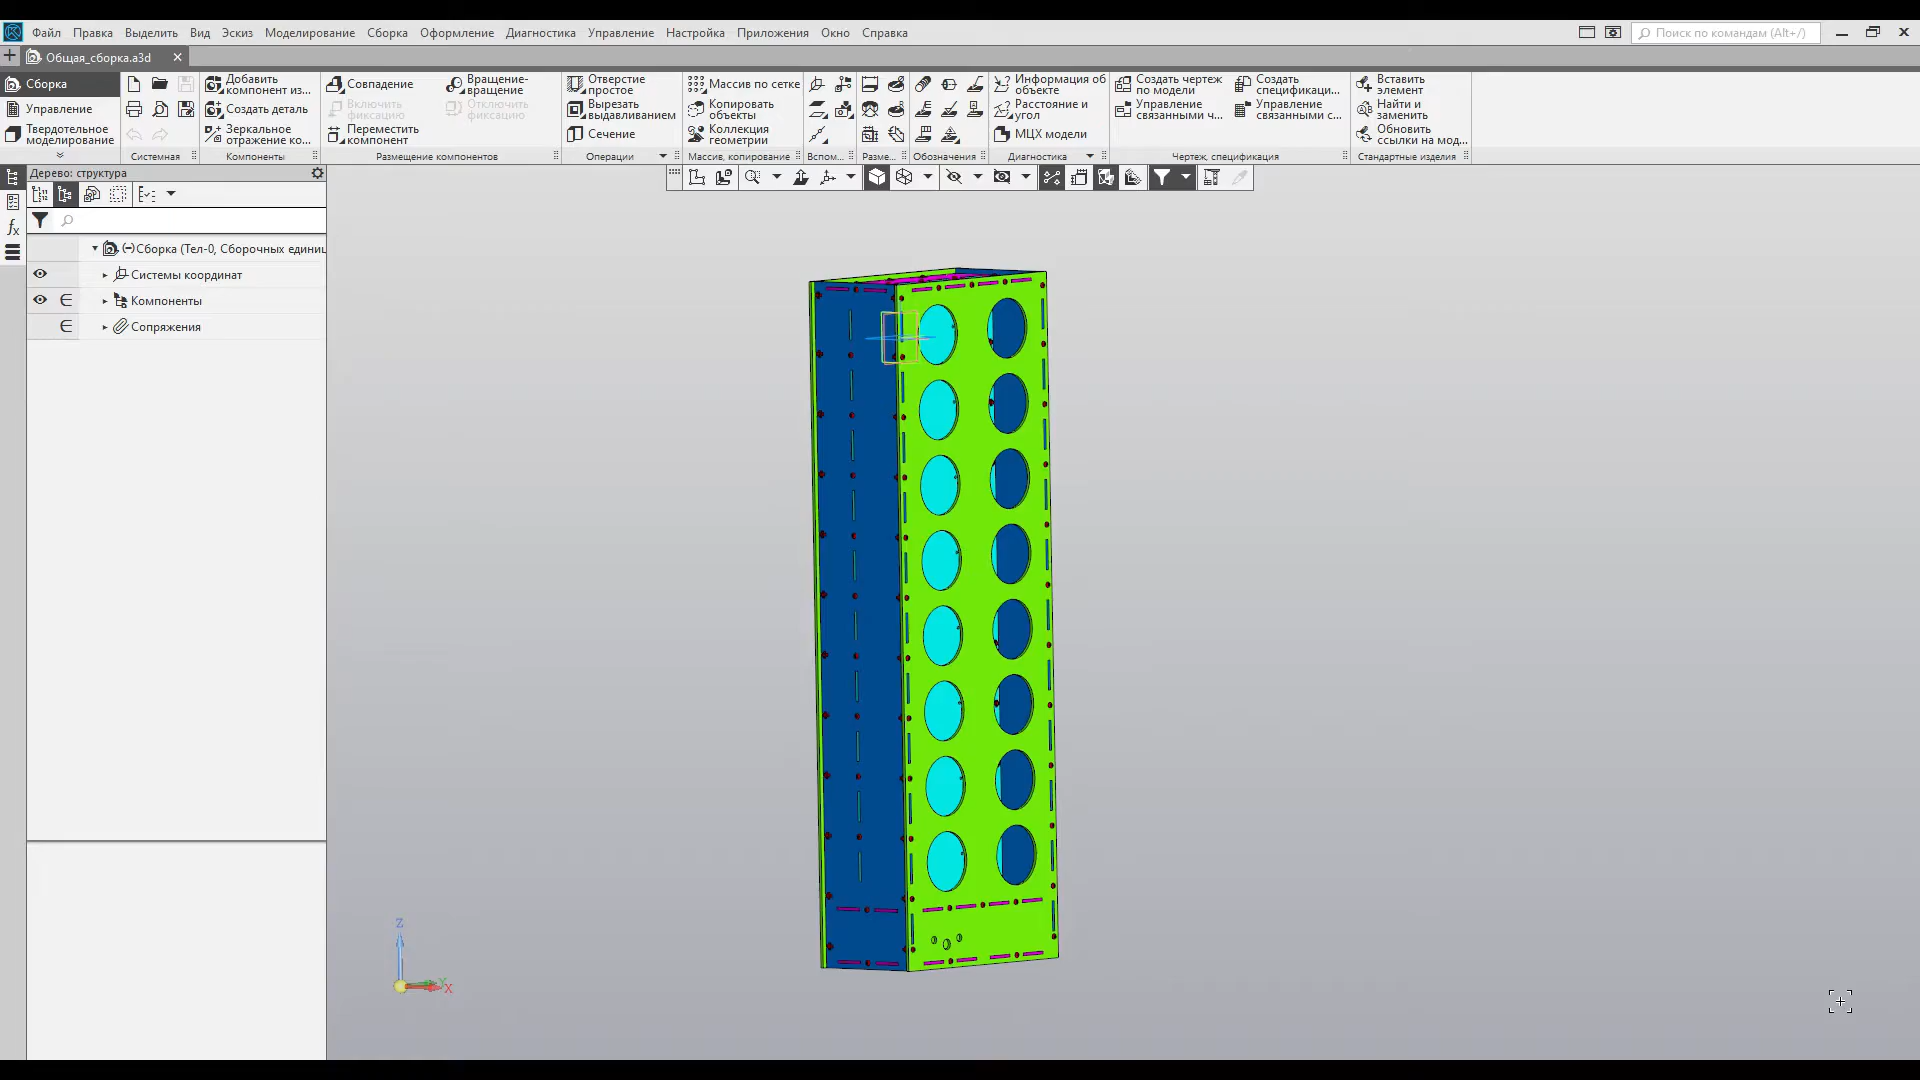 Файл Правка Выделить Вид Эскиз Моделирование Сборка Оформление Диагностика Управление Настройка Приложения Окно Справка
Поиск по командам (Alt+/)
Общая_сборка.a3d
Сборка
Управление
Твердотельное
моделирование
Системная
Добавить
компонент из...
Создать деталь
Зеркальное
отражение ко...
Компоненты
Совпадение
Включить
фиксацию
Переместить
компонент
Вращение-
вращение
Отключить
фиксацию
Размещение компонентов
Отверстие
простое
Вырезать
выдавливанием
Сечение
Операции
Массив по сетке
Копировать
объекты
Коллекция
геометрии
Массив, копирование
Вспом...
Разме...
Обозначения
Информация об
объекте
Расстояние и
угол
МЦХ модели
Диагностика
Создать чертеж
по модели
Управление
связанными ч...
Создать
спецификаци...
Управление
связанными с...
Чертеж, спецификация
Вставить
элемент
Найти и
заменить
Обновить
ссылки на мод...
Стандартные изделия
Дерево: структура
(-)Сборка (Тел-0, Сборочных единиц
Системы координат
Компоненты
Сопряжения
Z
Y
X